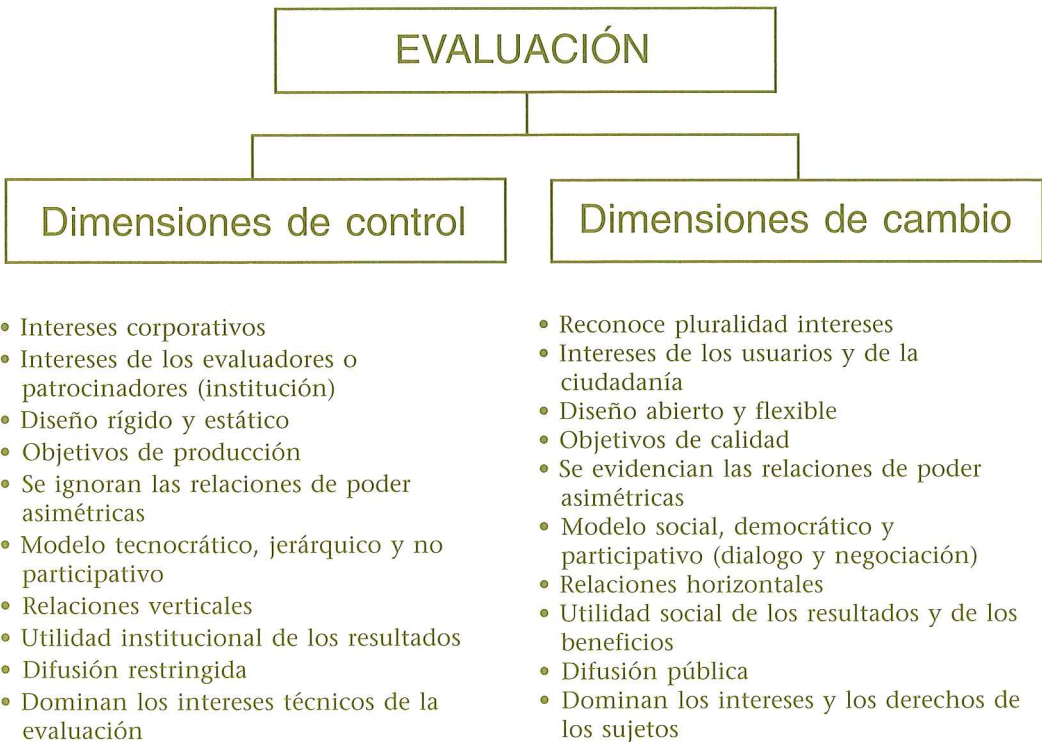 EVALUACIÓN
Dimensiones de control
Dimensiones de cambio
• Intereses corporativos
• Intereses de los evaluadores o
patrocinadores (institución)
• Diseño rígido y estático
• Objetivos de producción
• Se ignoran las relaciones de poder
asimétricas
• Modelo tecnocrático, jerárquico y no
participativo
• Relaciones verticales
• Utilidad institucional de los resultados
• Difusión restringida
• Dominan los intereses técnicos de la
evaluación
• Reconoce pluralidad intereses
• Intereses de los usuarios y de la
ciudadanía
• Diseño abierto y flexible
• Objetivos de calidad
• Se evidencian las relaciones de poder
asimétricas
• Modelo social, democrático y
participativo (dialogo y negociación)
• Relaciones horizontales
• Utilidad social de los resultados y de los
beneficios
• Difusión pública
• Dominan los intereses y los derechos de
los sujetos